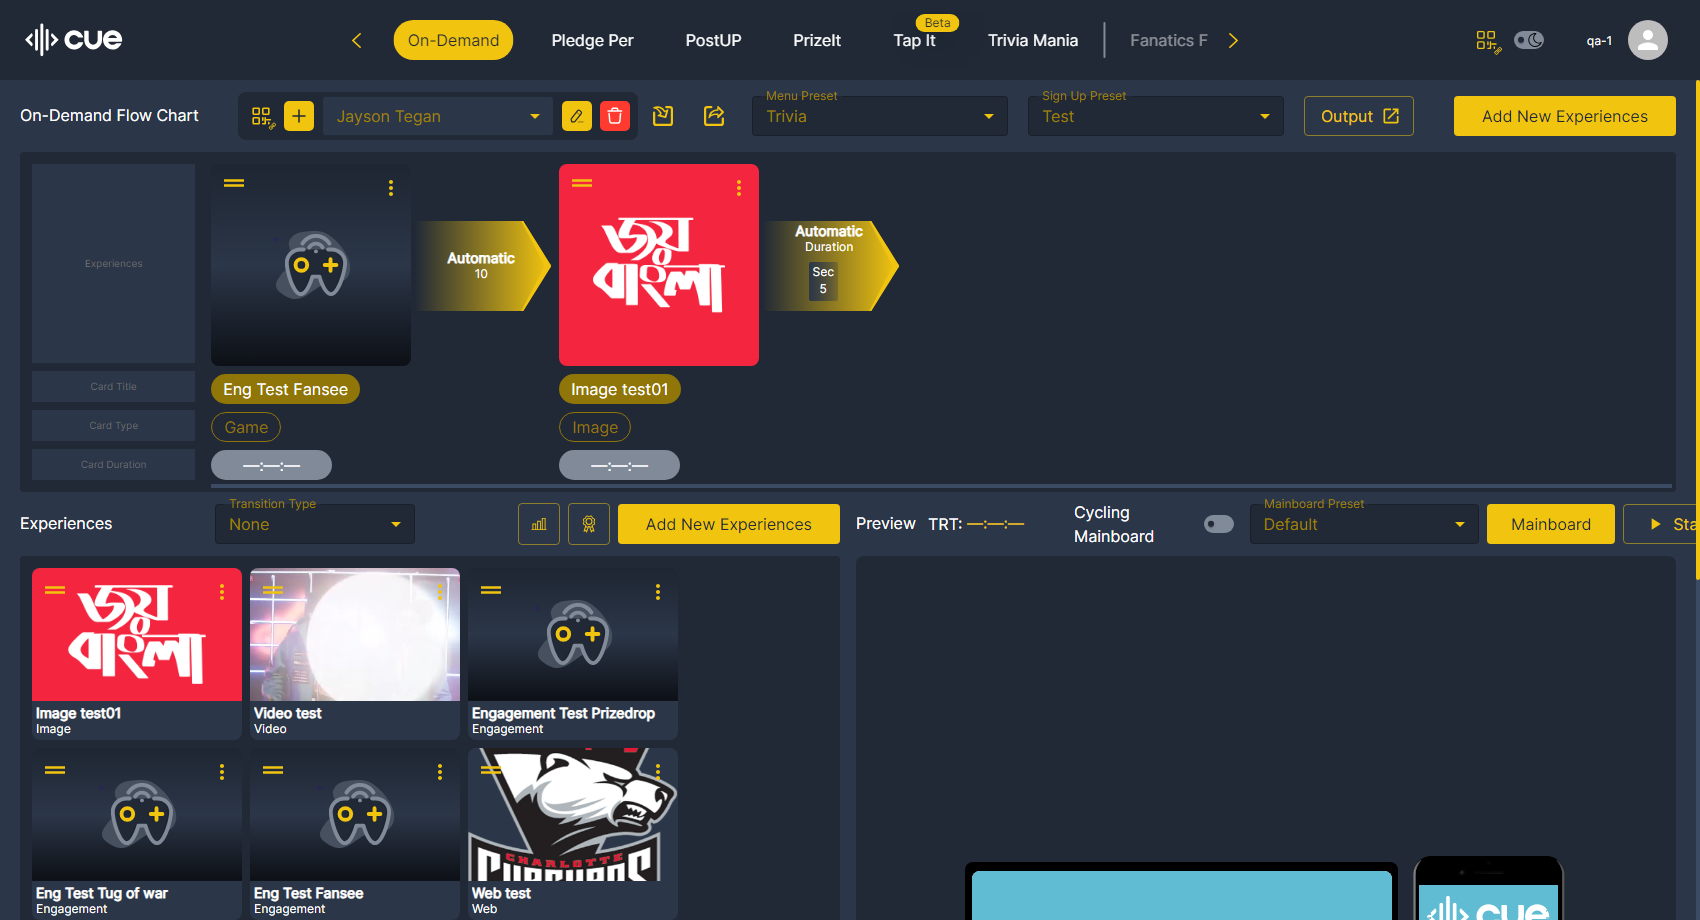 cue
On-Demand
Pledge Per
PostUP
PrizeIt
Beta
Tap It
Trivia Mania
Fanatics F
qa-1
On-Demand Flow Chart
Jayson Tegan
Menu Preset
Trivia
Sign Up Preset
Test
Output
Add New Experiences
Experiences
জয়
বাংলা
Automatic
10
Automatic
Duration
Sec
5
Card Title
Eng Test Fansee
Image test01
Card Type
Game
Image
Card Duration
—:—:—
—:—:—
Experiences
Transition Type
None
Add New Experiences
Preview
TRT: —:—:—
Cycling
Mainboard
Mainboard Preset
Default
Mainboard
Sta
জয়
বাংলা
Image test01
Image
Video test
Video
Engagement Test Prizedrop
Engagement
Eng Test Tug of war
Engagement
Eng Test Fansee
Engagement
CHARLOTTE
Web test
Web
cue